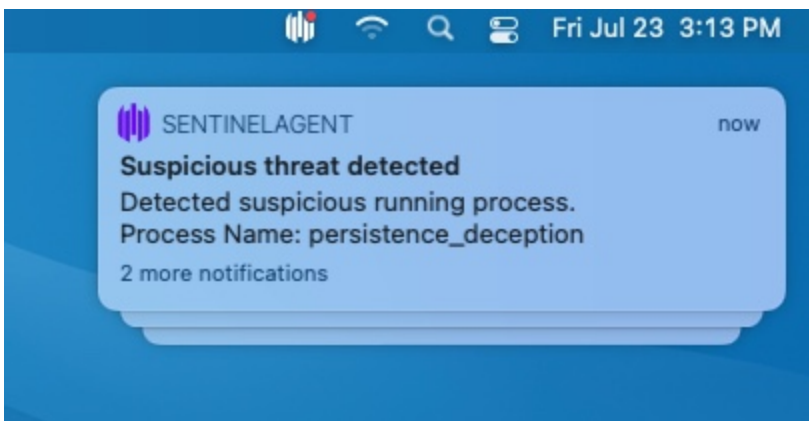 Fri Jul 23 3:13 PM
SENTINELAGENT now
Suspicious threat detected
Detected suspicious running process.
Process Name: persistence_deception
2 more notifications